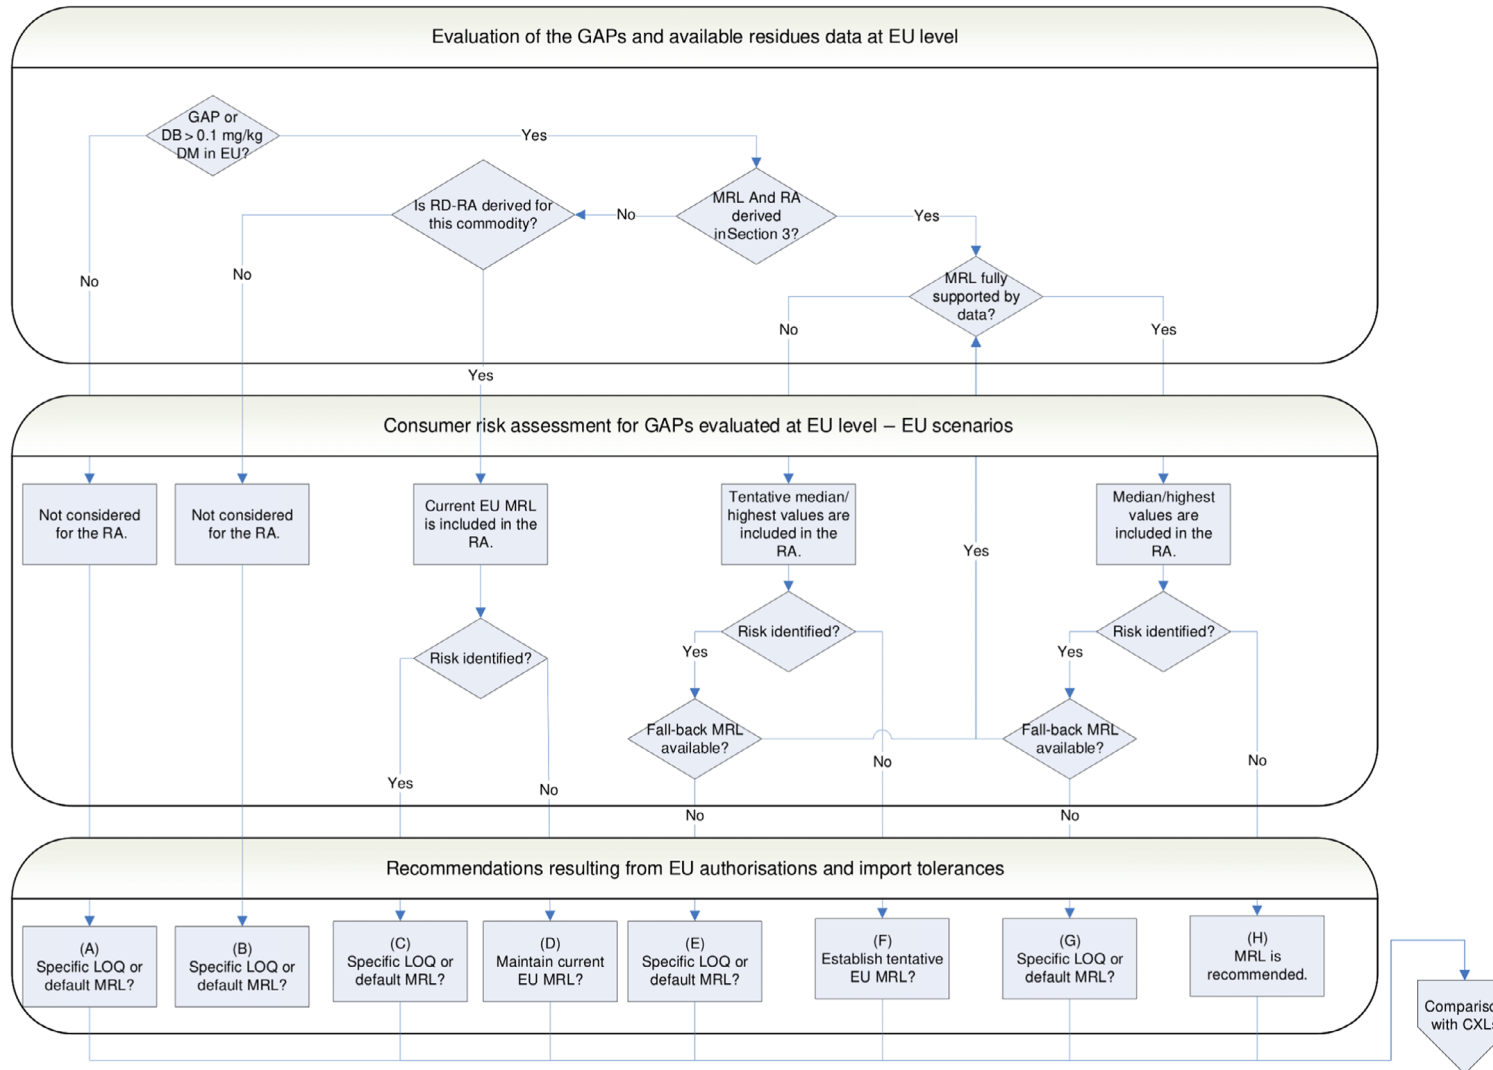 Evaluation of the GAPs and available residues data at EU level
GAP or
DB > 0.1 mg/kg
DM in EU?
Yes
Is RD-RA derived for
this commodity?
No
MRL And RA
derived
inSection 3?
Yes
No
No
MRL fully
supported by
data?
No
Yes
Yes
Consumer risk assessment for GAPs evaluated at EU level – EU scenarios
Not considered
for the RA.
Not considered
for the RA.
Current EU MRL
is included in the
RA.
Tentative median/
highest values are
included in the
RA.
Yes
Median/highest
values are
included in the
RA.
Risk identified?
Risk identified?
Risk identified?
Yes
Yes
Fall-back MRL
available?
Fall-back MRL
available?
Yes
No
No
No
No
No
Recommendations resulting from EU authorisations and import tolerances
(A)
Specific LOQ or
default MRL?
(B)
Specific LOQ or
default MRL?
(C)
Specific LOQ or
default MRL?
(D)
Maintain current
EU MRL?
(E)
Specific LOQ or
default MRL?
(F)
Establish tentative
EU MRL?
(G)
Specific LOQ or
default MRL?
(H)
MRL is
recommended.
with